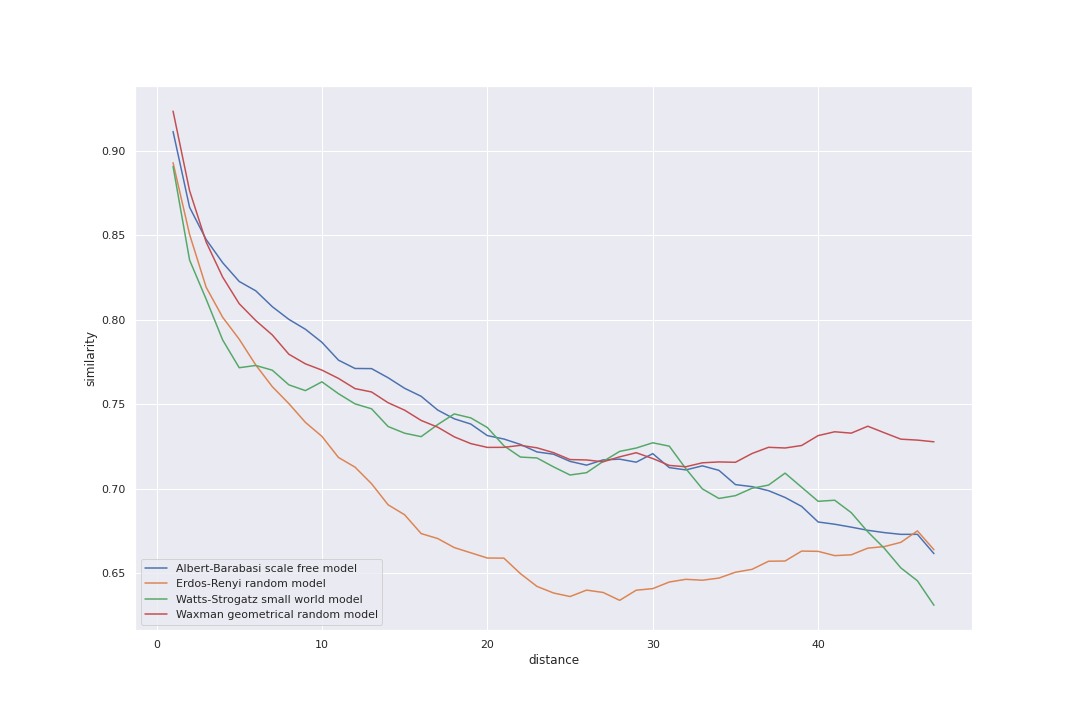 0.90
0.85
0.80
0.75
0.70
0.65
similarity
0
10
20
30
40
distance
Albert-Barabasi scale free model
Erdos-Renyi random model
Watts-Strogatz small world model
Waxman geometrical random model